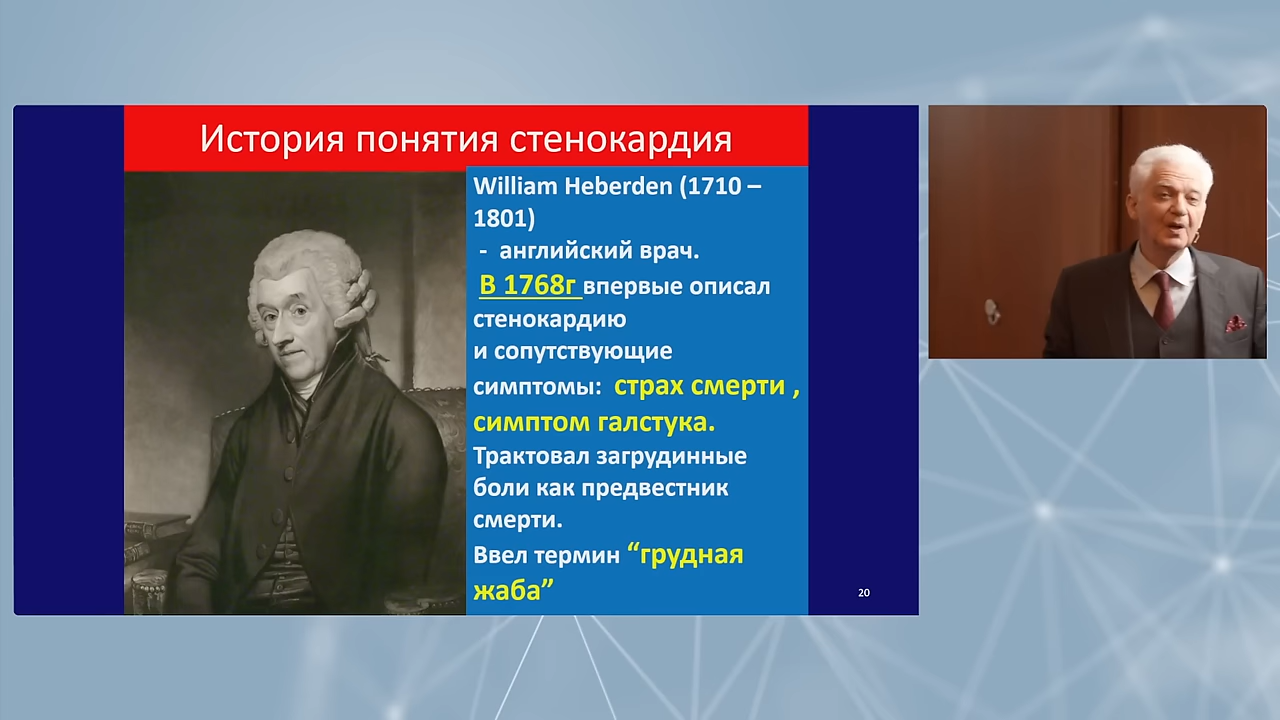 История понятия стенокардия
William Heberden (1710 –
1801)
- английский врач.
В 1768г впервые описал
стенокардию
и сопутствующие
симптомы: страх смерти ,
симптом галстука.
Трактовал загрудинные
боли как предвестник
смерти.
Ввел термин “грудная
жаба”
20